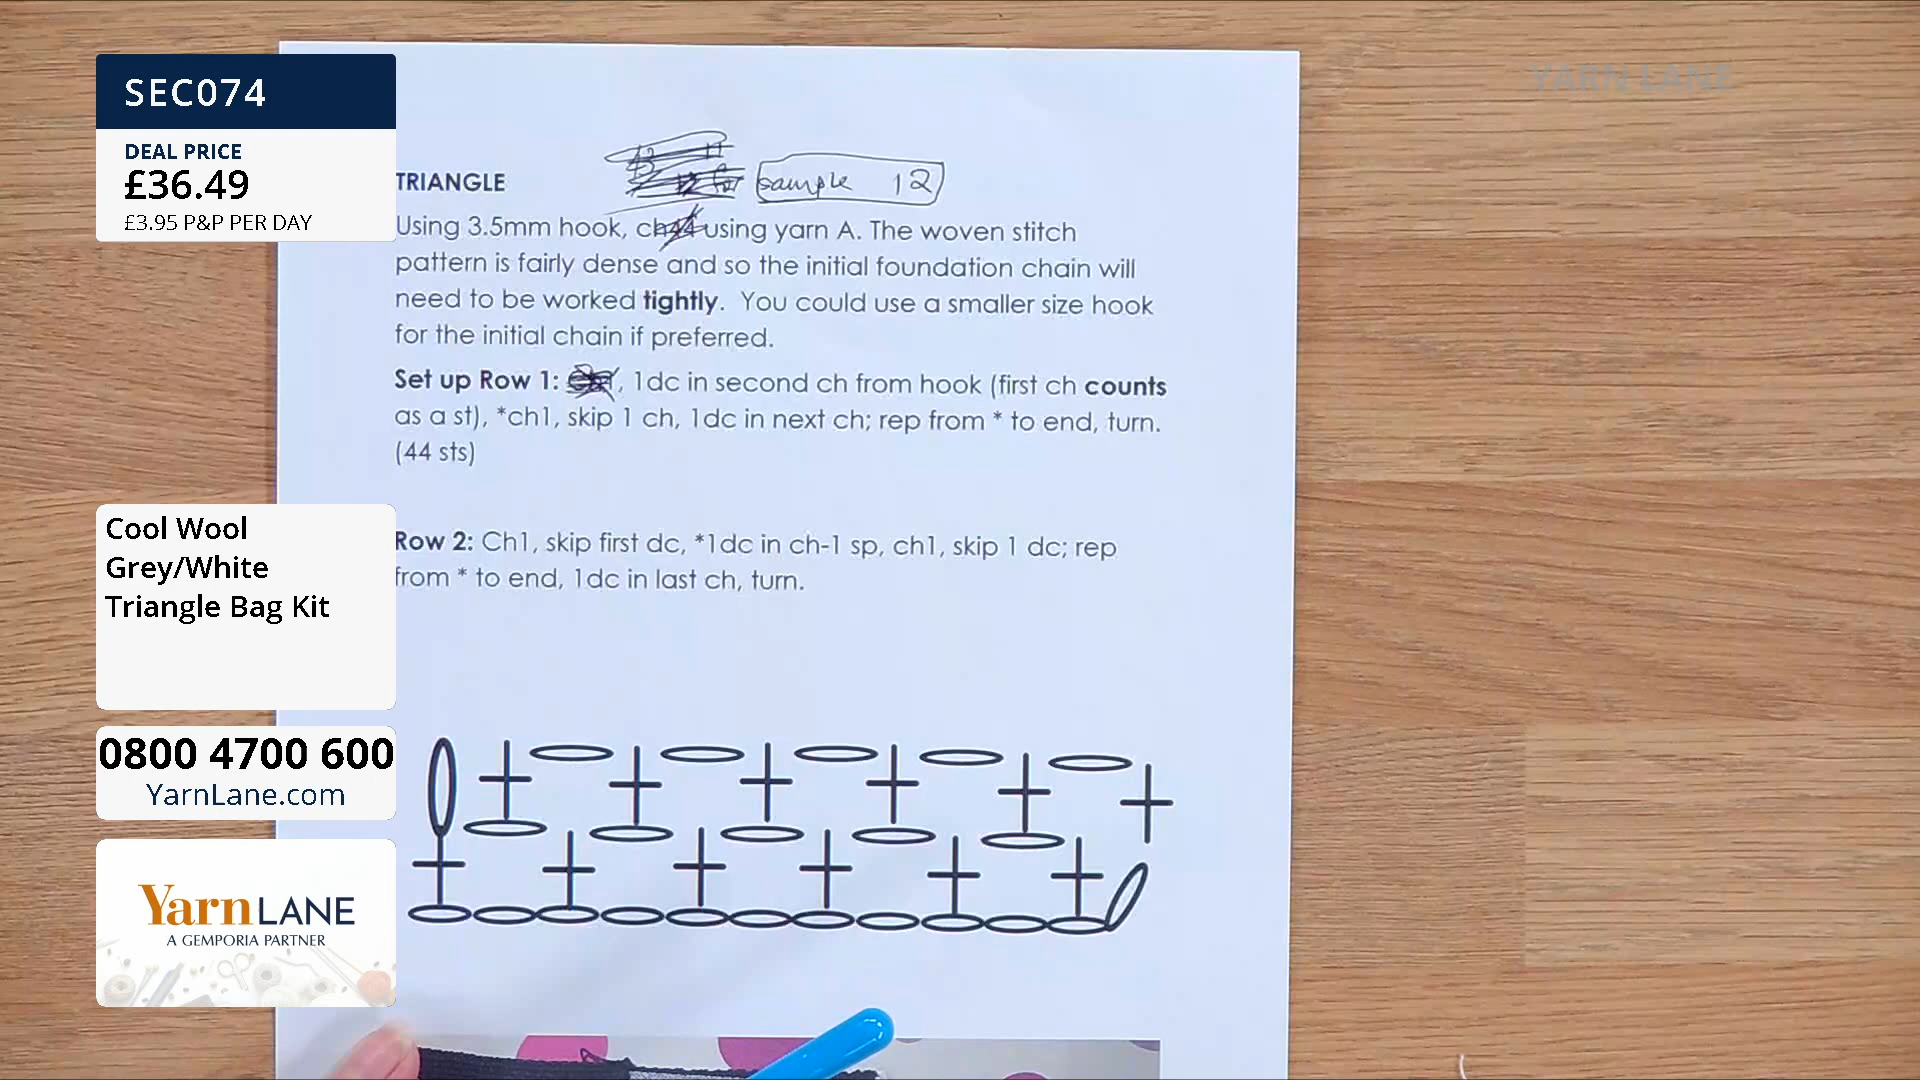 SEC074
DEAL PRICE
£36.49
£3.95 P&P PER DAY
YARN LANE
TRIANGLE
sample 12
Using 3.5mm hook, ch using yarn A. The woven stitch
pattern is fairly dense and so the initial foundation chain will
need to be worked tightly. You could use a smaller size hook
for the initial chain if preferred.
Set up Row 1: , 1dc in second ch from hook (first ch counts
as a st), *ch1, skip 1 ch, 1dc in next ch; rep from * to end, turn.
(44 sts)
Row 2: Ch1, skip first dc, *1dc in ch-1 sp, ch1, skip 1 dc; rep
from * to end, 1dc in last ch, turn.
Cool Wool
Grey/White
Triangle Bag Kit
0800 4700 600
YarnLane.com
Yarn LANE
A GEMPORIA PARTNER